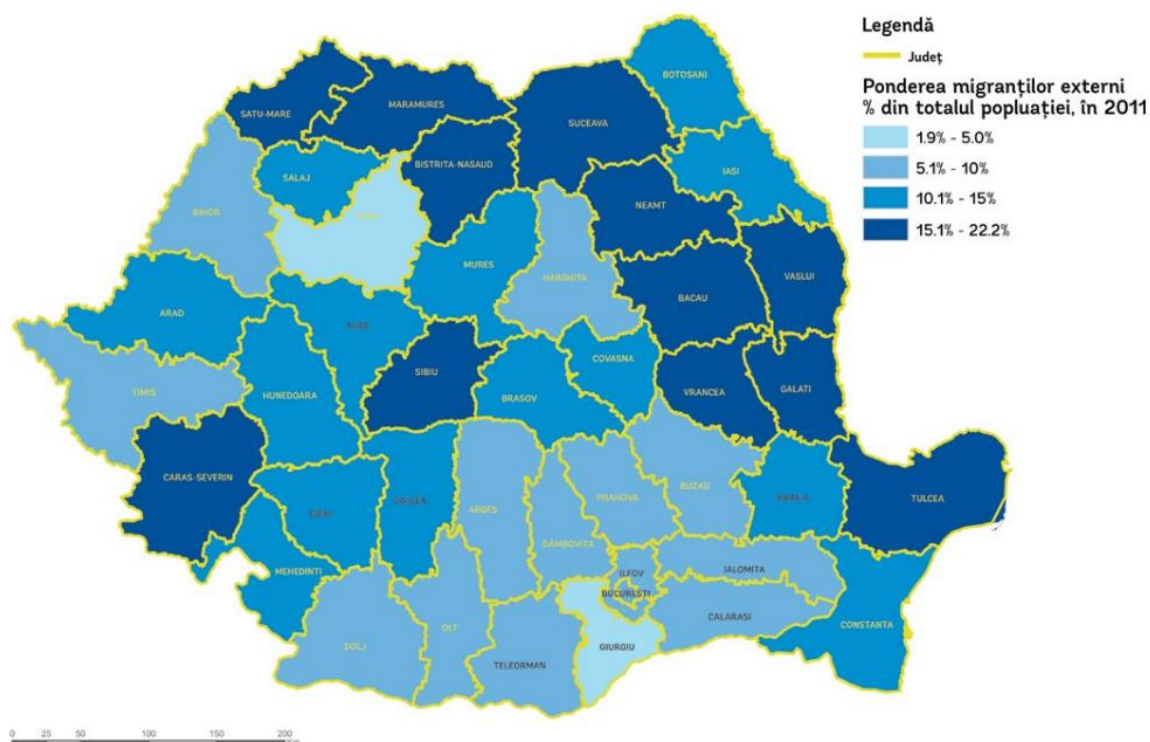 Legendă
Județ
Ponderea migranților externi
% din totalul popluației, în 2011
1.9% - 5.0%
5.1% - 10%
10.1% - 15%
15.1% - 22.2%
BOTOSANI
MARAMURES
SATU-MARE
SUCEAVA
BISTRITA-NASAUD
IASI
SALAJ
NEAMT
BIHOR
MURES
HARGHITA
VASLUI
BACAU
ARAD
COVASNA
SIBIU
TIMIS
HUNEDOARA
BRASOV
VRANCEA
GALATI
CARAS-SEVERIN
BUZAU
PRAHOVA
TULCEA
ARGES
DÂMBOVITA
MEHEDINTI
ILFOV
IALOMITA
BUCURESTI
CALARASI
CONSTANTA
OLT
DOLJ
GIURGIU
TELEORMAN
0 25 50 100 150 200